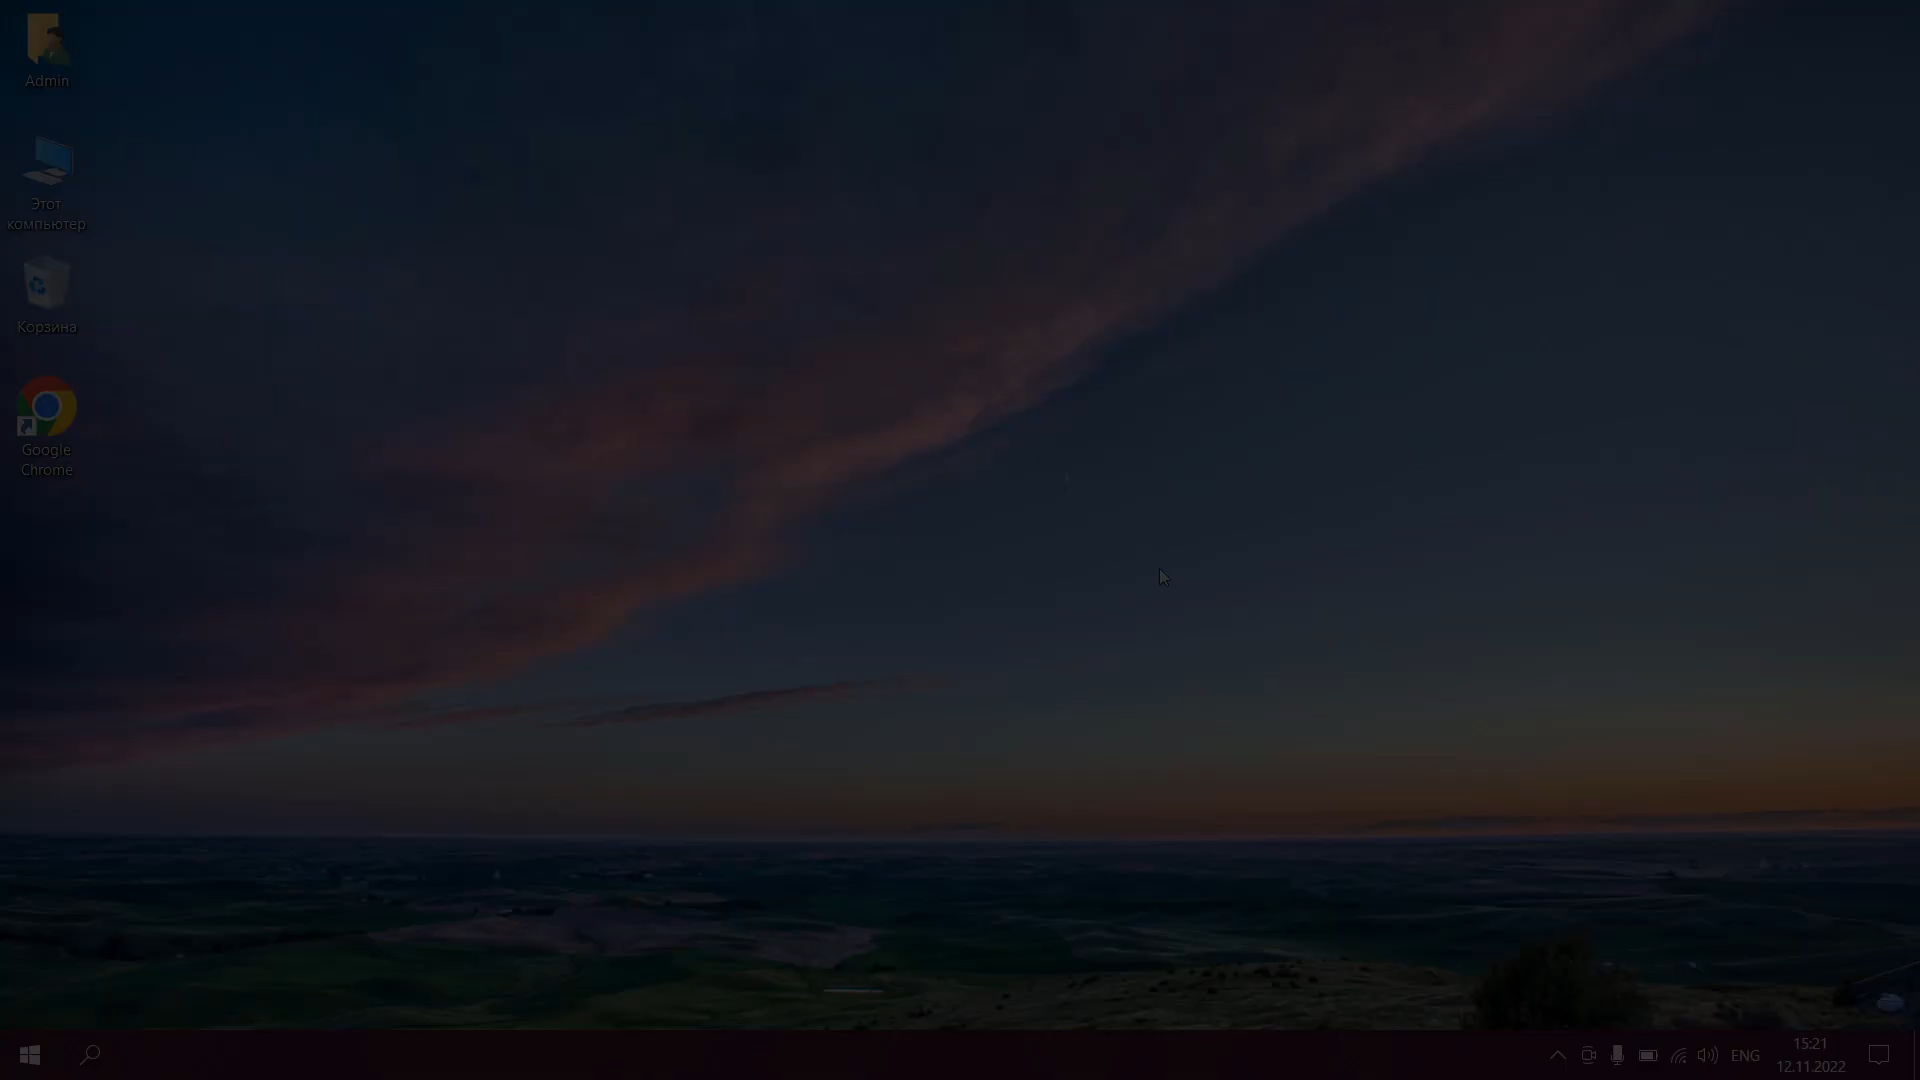 Admin
Этот
компьютер
Корзина
Google
Chrome
ENG
15:21
12.11.2022